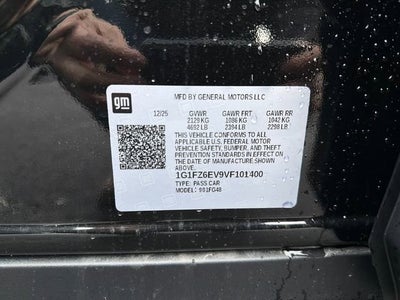 gm
MFD BY GENERAL MOTORS LLC
12/25 GVWR GAWR FRT GAWR RR
2129 KG 1086 KG 1042 KG
4692 LB 2394 LB 2298 LB
THIS VEHICLE CONFORMS TO ALL
APPLICABLE U.S. FEDERAL MOTOR
VEHICLE SAFETY, BUMPER, AND THEFT
PREVENTION STANDARDS IN EFFECT ON
THE DATE OF MANUFACTURE SHOWN
ABOVE.
1G1FZ6EV9VF101400
TYPE: PASS CAR
MODEL: 1FG48